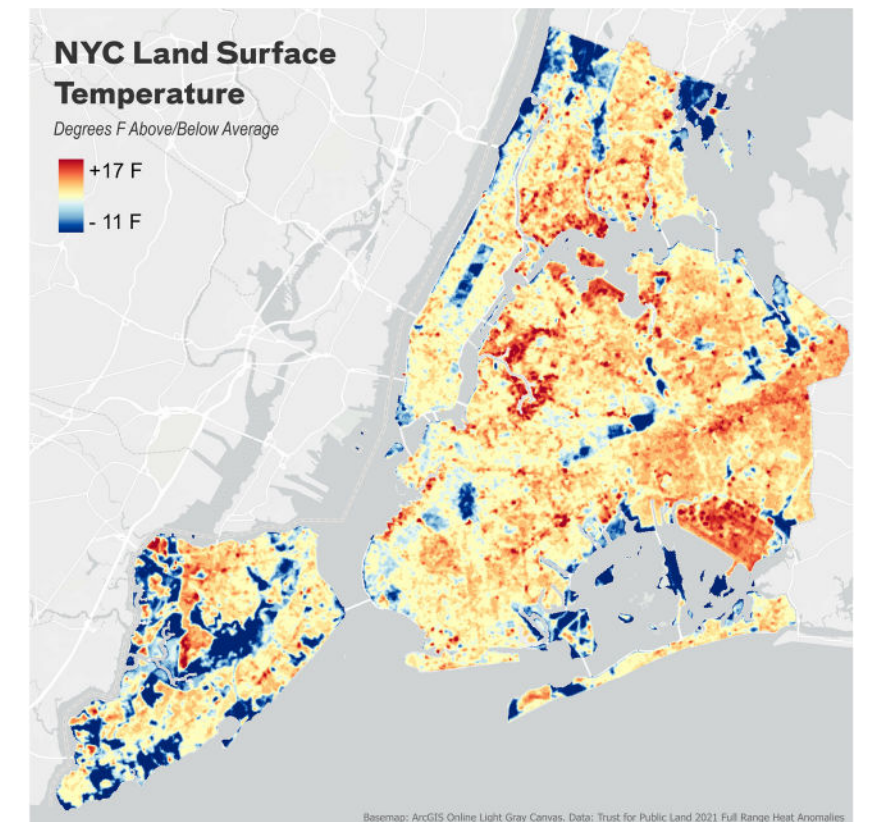 NYC Land Surface
Temperature
Degrees F Above/Below Average
+17 F
- 11 F
Basemap: ArcGIS Online Light Gray Canvas. Data: Trust for Public Land 2021 Full Range Heat Anomalies